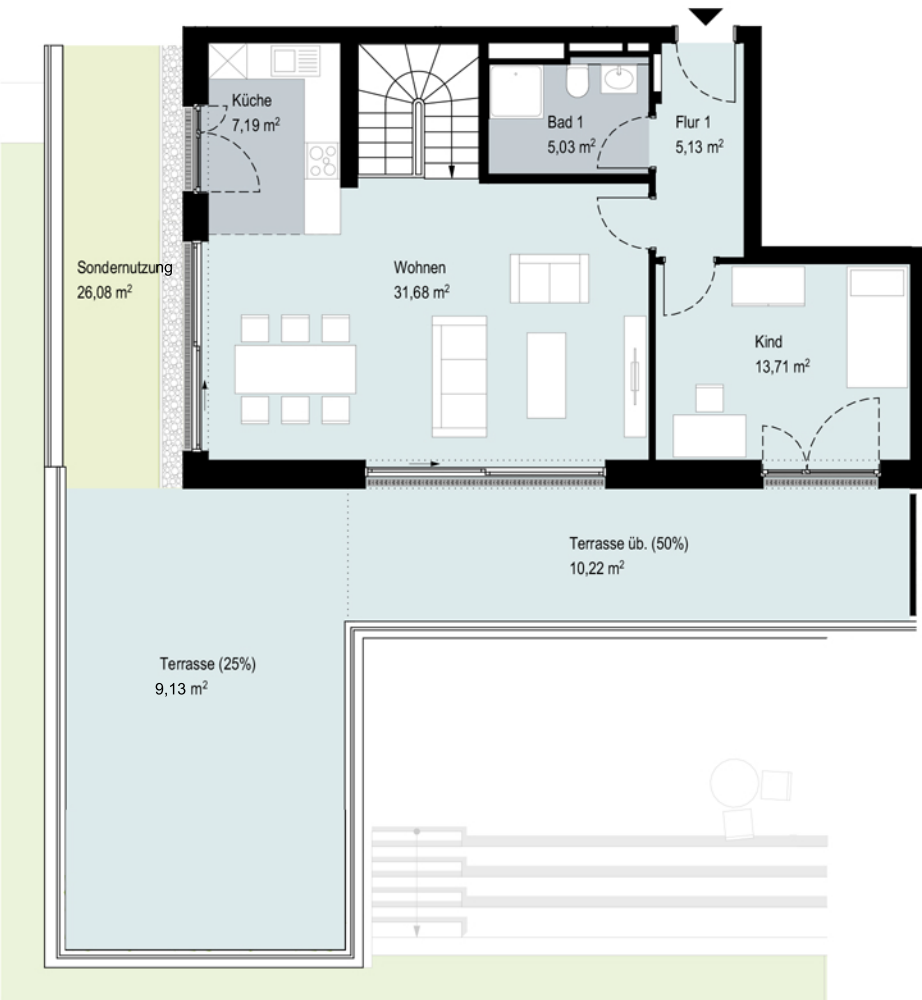 Küche
7,19 m²
Bad 1
5,03 m²
Flur 1
5,13 m²
Sondernutzung
26,08 m²
Wohnen
31,68 m²
Kind
13,71 m²
Terrasse üb. (50%)
10,22 m²
Terrasse (25%)
9,13 m²